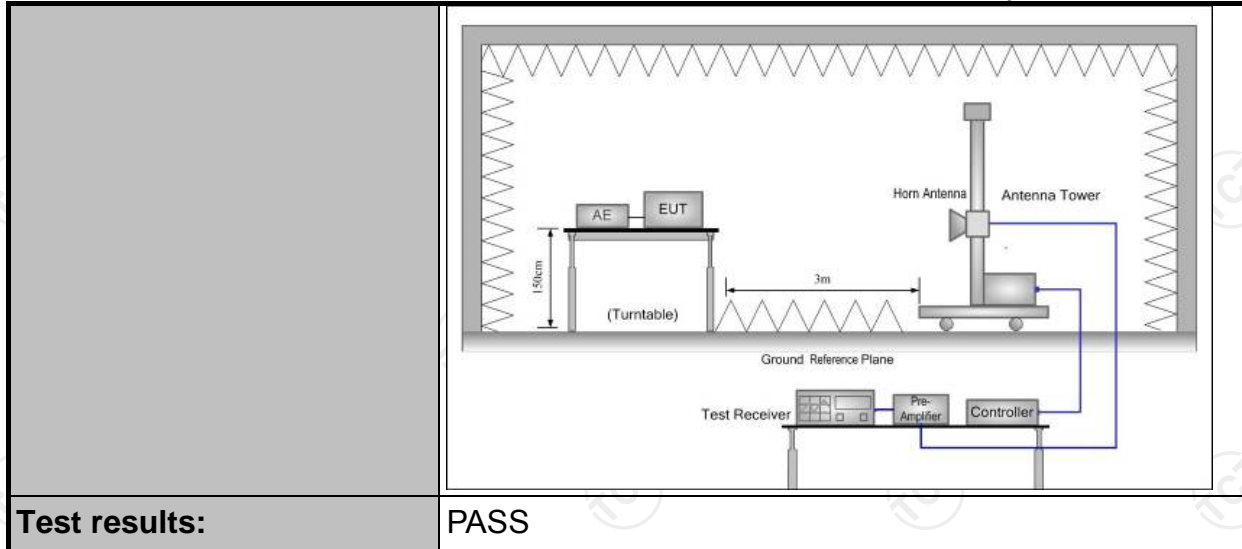 Horn Antenna
Antenna Tower
AE
EUT
150cm
3m
(Turntable)
Ground Reference Plane
Test Receiver
Pre-
Amplifier
Controller
Test results:
PASS